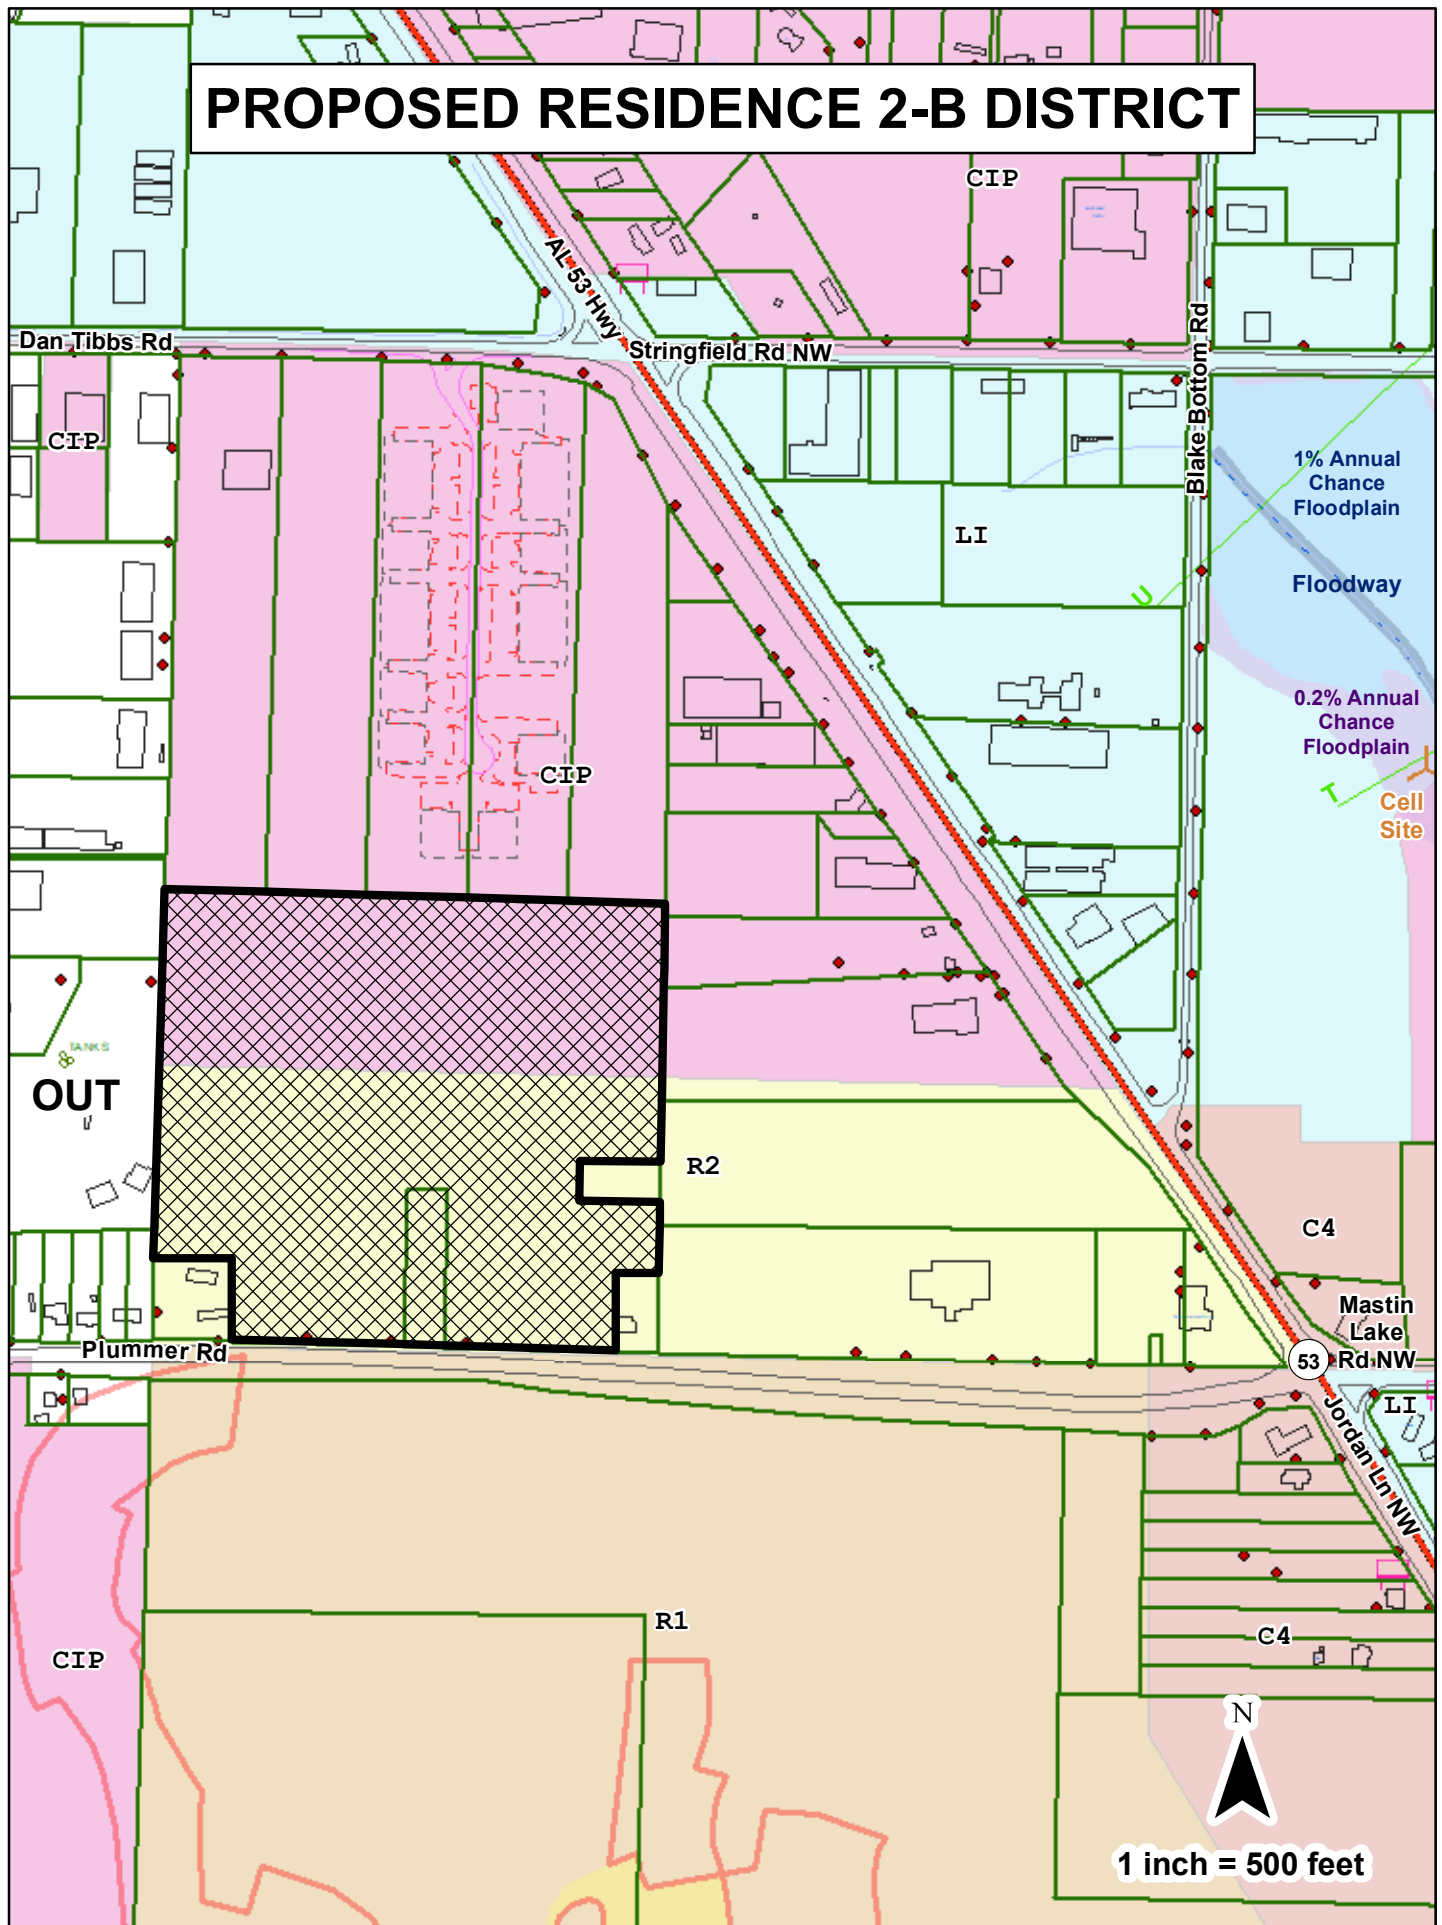 PROPOSED RESIDENCE 2-B DISTRICT
CIP
AL 53 Hwy
Dan Tibbs Rd
Stringfield Rd NW
Blake Bottom Rd
CIP
1% Annual
Chance
Floodplain
LI
Floodway
U
0.2% Annual
Chance
Floodplain
CIP
T
Cell
Site
TANKS
OUT
R2
C4
Mastin
Lake
Rd NW
Plummer Rd
53
LI
Jordan Ln NW
R1
C4
CIP
N
1 inch = 500 feet